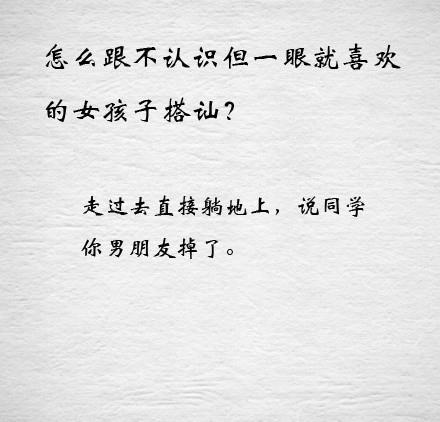 怎么跟不认识但一眼就喜欢
的女孩子搭讪?
走过去直接躺地上，说同学
你男朋友掉了。